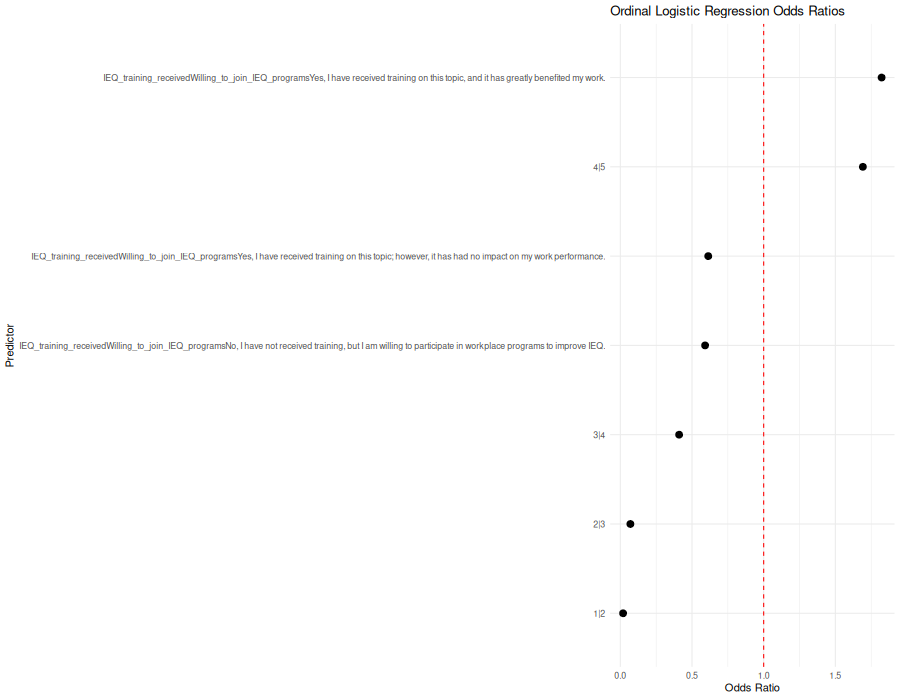 Ordinal Logistic Regression Odds Ratios
IEQ_training_receivedWilling_to_join_IEQ_programsYes, I have received training on this topic, and it has greatly benefited my work.
4|5
IEQ_training_receivedWilling_to_join_IEQ_programsYes, I have received training on this topic; however, it has had no impact on my work performance.
Predictor
IEQ_training_receivedWilling_to_join_IEQ_programsNo, I have not received training, but I am willing to participate in workplace programs to improve IEQ.
3|4
2|3
1|2
0.0 0.5 1.0 1.5
Odds Ratio